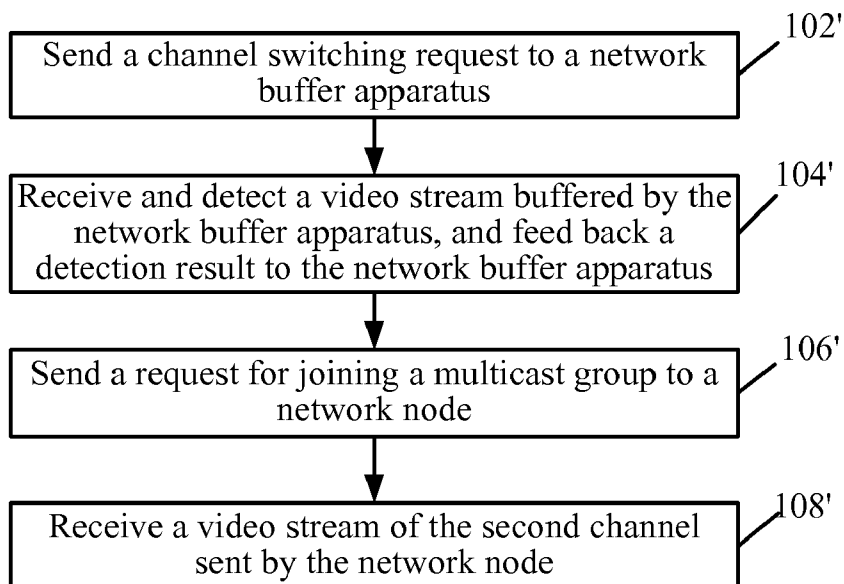 Send a channel switching request to a network
buffer apparatus
102'
Receive and detect a video stream buffered by the
network buffer apparatus, and feed back a
detection result to the network buffer apparatus
104'
Send a request for joining a multicast group to a
network node
106'
Receive a video stream of the second channel
sent by the network node
108'